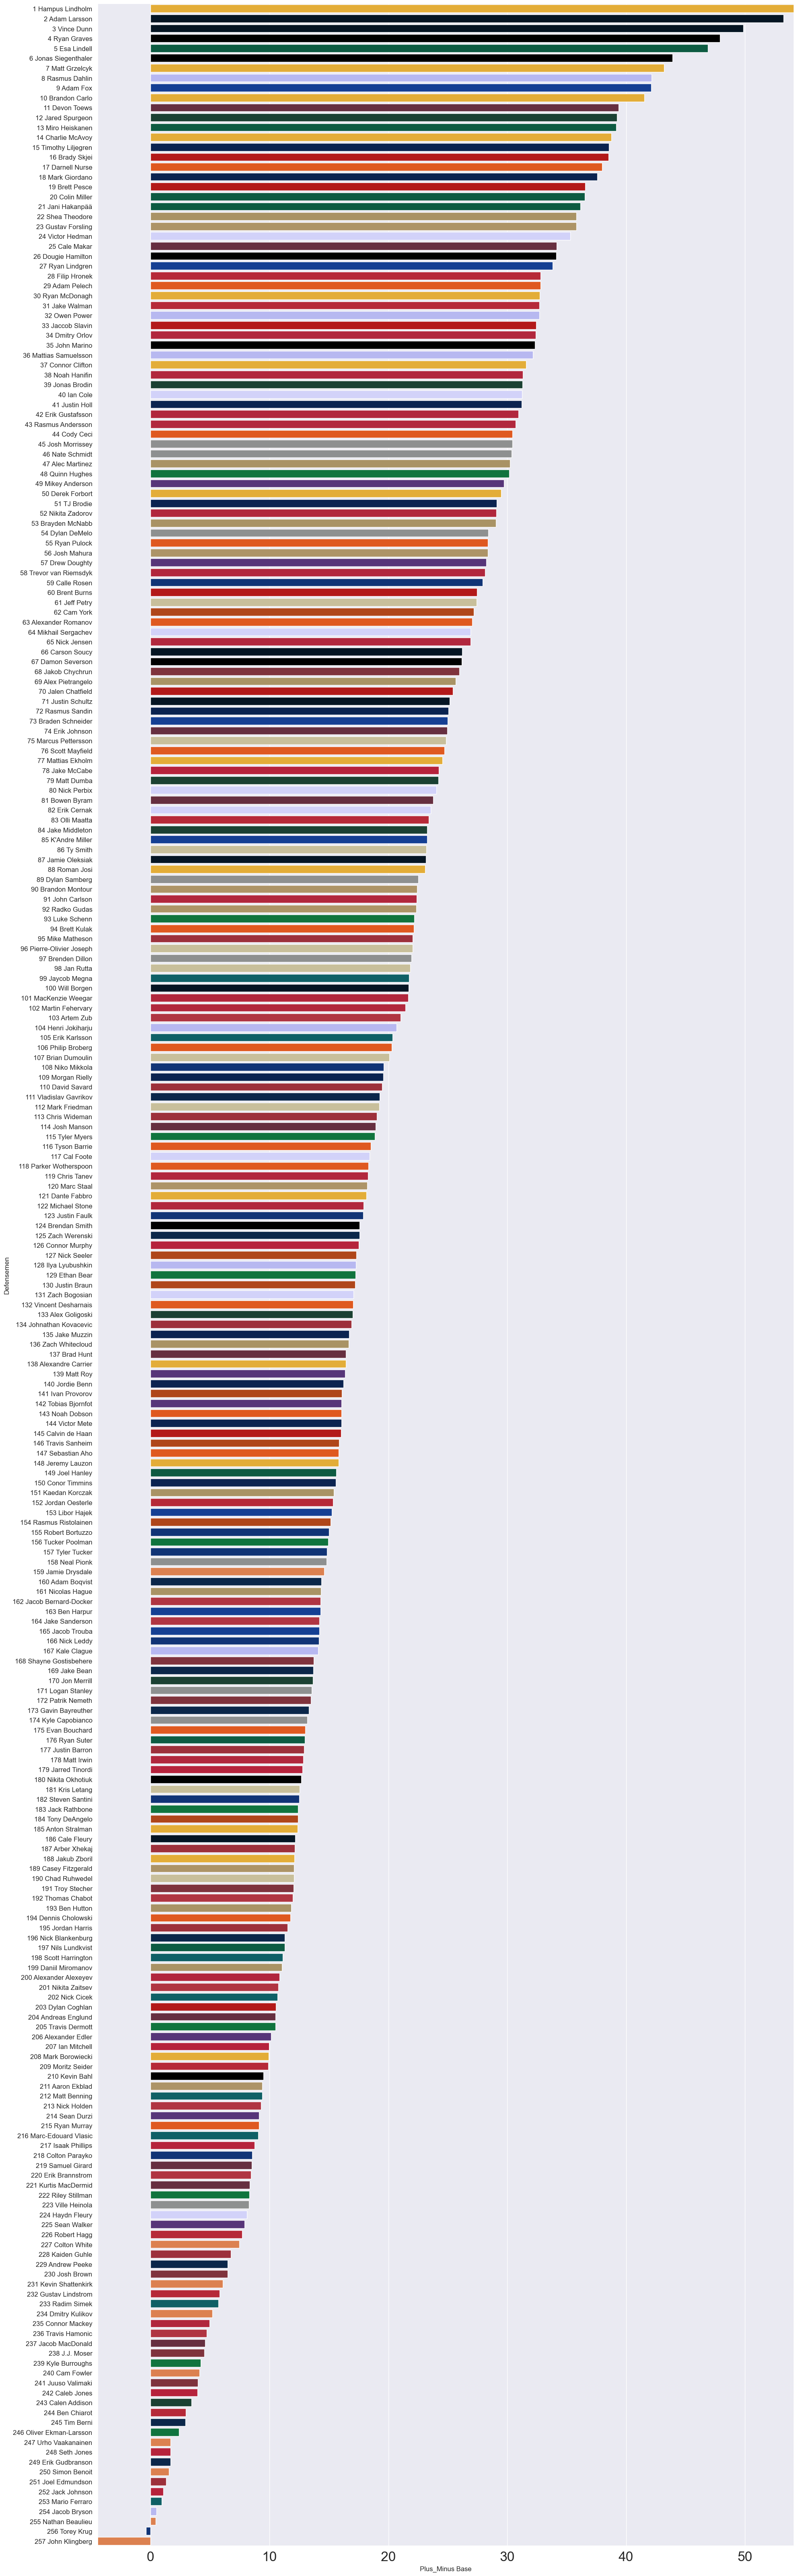 1 Hampus Lindholm
2 Adam Larsson
3 Vince Dunn
4 Ryan Graves
5 Esa Lindell
6 Jonas Siegenthaler
7 Matt Grzelcyk
8 Rasmus Dahlin
9 Adam Fox
10 Brandon Carlo
11 Devon Toews
12 Jared Spurgeon
13 Miro Heiskanen
14 Charlie McAvoy
15 Timothy Liljegren
16 Brady Skjei
17 Darnell Nurse
18 Mark Giordano
19 Brett Pesce
20 Colin Miller
21 Jani Hakanpää
22 Shea Theodore
23 Gustav Forsling
24 Victor Hedman
25 Cale Makar
26 Dougie Hamilton
27 Ryan Lindgren
28 Filip Hronek
29 Adam Pelech
30 Ryan McDonagh
31 Jake Walman
32 Owen Power
33 Jaccob Slavin
34 Dmitry Orlov
35 John Marino
36 Mattias Samuelsson
37 Connor Clifton
38 Noah Hanifin
39 Jonas Brodin
40 Ian Cole
41 Justin Holl
42 Erik Gustafsson
43 Rasmus Andersson
44 Cody Ceci
45 Josh Morrissey
46 Nate Schmidt
47 Alec Martinez
48 Quinn Hughes
49 Mikey Anderson
50 Derek Forbort
51 TJ Brodie
52 Nikita Zadorov
53 Brayden McNabb
54 Dylan DeMelo
55 Ryan Pulock
56 Josh Mahura
57 Drew Doughty
58 Trevor van Riemsdyk
59 Calle Rosen
60 Brent Burns
61 Jeff Petry
62 Cam York
63 Alexander Romanov
64 Mikhail Sergachev
65 Nick Jensen
66 Carson Soucy
67 Damon Severson
68 Jakob Chychrun
69 Alex Pietrangelo
70 Jalen Chatfield
71 Justin Schultz
72 Rasmus Sandin
73 Braden Schneider
74 Erik Johnson
75 Marcus Pettersson
76 Scott Mayfield
77 Mattias Ekholm
78 Jake McCabe
79 Matt Dumba
80 Nick Perbix
81 Bowen Byram
82 Erik Cernak
83 Olli Maatta
84 Jake Middleton
85 K'Andre Miller
86 Ty Smith
87 Jamie Oleksiak
88 Roman Josi
89 Dylan Samberg
90 Brandon Montour
91 John Carlson
92 Radko Gudas
93 Luke Schenn
94 Brett Kulak
95 Mike Matheson
96 Pierre-Olivier Joseph
97 Brenden Dillon
98 Jan Rutta
99 Jaycob Megna
100 Will Borgen
101 MacKenzie Weegar
102 Martin Fehervary
103 Artem Zub
104 Henri Jokiharju
105 Erik Karlsson
106 Philip Broberg
107 Brian Dumoulin
108 Niko Mikkola
109 Morgan Rielly
110 David Savard
111 Vladislav Gavrikov
112 Mark Friedman
113 Chris Wideman
114 Josh Manson
115 Tyler Myers
116 Tyson Barrie
117 Cal Foote
118 Parker Wotherspoon
119 Chris Tanev
120 Marc Staal
121 Dante Fabbro
122 Michael Stone
123 Justin Faulk
124 Brendan Smith
125 Zach Werenski
126 Connor Murphy
127 Nick Seeler
128 Ilya Lyubushkin
129 Ethan Bear
130 Justin Braun
131 Zach Bogosian
132 Vincent Desharnais
133 Alex Goligoski
134 Johnathan Kovacevic
135 Jake Muzzin
136 Zach Whitecloud
137 Brad Hunt
138 Alexandre Carrier
139 Matt Roy
140 Jordie Benn
141 Ivan Provorov
142 Tobias Bjornfot
143 Noah Dobson
144 Victor Mete
145 Calvin de Haan
146 Travis Sanheim
147 Sebastian Aho
148 Jeremy Lauzon
149 Joel Hanley
150 Conor Timmins
151 Kaedan Korczak
152 Jordan Oesterle
153 Libor Hajek
154 Rasmus Ristolainen
155 Robert Bortuzzo
156 Tucker Poolman
157 Tyler Tucker
158 Neal Pionk
159 Jamie Drysdale
160 Adam Boqvist
161 Nicolas Hague
162 Jacob Bernard-Docker
163 Ben Harpur
164 Jake Sanderson
165 Jacob Trouba
166 Nick Leddy
167 Kale Clague
168 Shayne Gostisbehere
169 Jake Bean
170 Jon Merrill
171 Logan Stanley
172 Patrik Nemeth
173 Gavin Bayreuther
174 Kyle Capobianco
175 Evan Bouchard
176 Ryan Suter
177 Justin Barron
178 Matt Irwin
179 Jarred Tinordi
180 Nikita Okhotiuk
181 Kris Letang
182 Steven Santini
183 Jack Rathbone
184 Tony DeAngelo
185 Anton Stralman
186 Cale Fleury
187 Arber Xhekaj
188 Jakub Zboril
189 Casey Fitzgerald
190 Chad Ruhwedel
191 Troy Stecher
192 Thomas Chabot
193 Ben Hutton
194 Dennis Cholowski
195 Jordan Harris
196 Nick Blankenburg
197 Nils Lundkvist
198 Scott Harrington
199 Daniil Miromanov
200 Alexander Alexeyev
201 Nikita Zaitsev
202 Nick Cicek
203 Dylan Coghlan
204 Andreas Englund
205 Travis Dermott
206 Alexander Edler
207 Ian Mitchell
208 Mark Borowiecki
209 Moritz Seider
210 Kevin Bahl
211 Aaron Ekblad
212 Matt Benning
213 Nick Holden
214 Sean Durzi
215 Ryan Murray
216 Marc-Edouard Vlasic
217 Isaak Phillips
218 Colton Parayko
219 Samuel Girard
220 Erik Brannstrom
221 Kurtis MacDermid
222 Riley Stillman
223 Ville Heinola
224 Haydn Fleury
225 Sean Walker
226 Robert Hagg
227 Colton White
228 Kaiden Guhle
229 Andrew Peeke
230 Josh Brown
231 Kevin Shattenkirk
232 Gustav Lindstrom
233 Radim Simek
234 Dmitry Kulikov
235 Connor Mackey
236 Travis Hamonic
237 Jacob MacDonald
238 J.J. Moser
239 Kyle Burroughs
240 Cam Fowler
241 Juuso Valimaki
242 Caleb Jones
243 Calen Addison
244 Ben Chiarot
245 Tim Berni
246 Oliver Ekman-Larsson
247 Urho Vaakanainen
248 Seth Jones
249 Erik Gudbranson
250 Simon Benoit
251 Joel Edmundson
252 Jack Johnson
253 Mario Ferraro
254 Jacob Bryson
255 Nathan Beaulieu
256 Torey Krug
257 John Klingberg
Defensemen
0 10 20 30 40 50
Plus_Minus Base